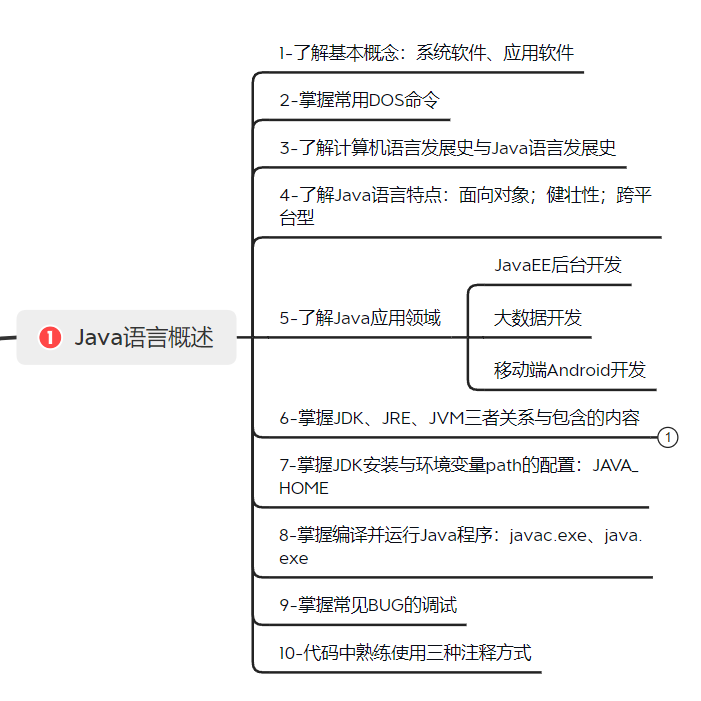 1-了解基本概念：系统软件、应用软件
2-掌握常用DOS命令
3-了解计算机语言发展史与Java语言发展史
4-了解Java语言特点：面向对象；健壮性；跨平
台型
JavaEE后台开发
1 Java语言概述
5-了解Java应用领域
大数据开发
移动端Android开发
6-掌握JDK、JRE、JVM三者关系与包含的内容
1
7-掌握JDK安装与环境变量path的配置：JAVA_
HOME
8-掌握编译并运行Java程序：javac.exe、java.
exe
9-掌握常见BUG的调试
10-代码中熟练使用三种注释方式